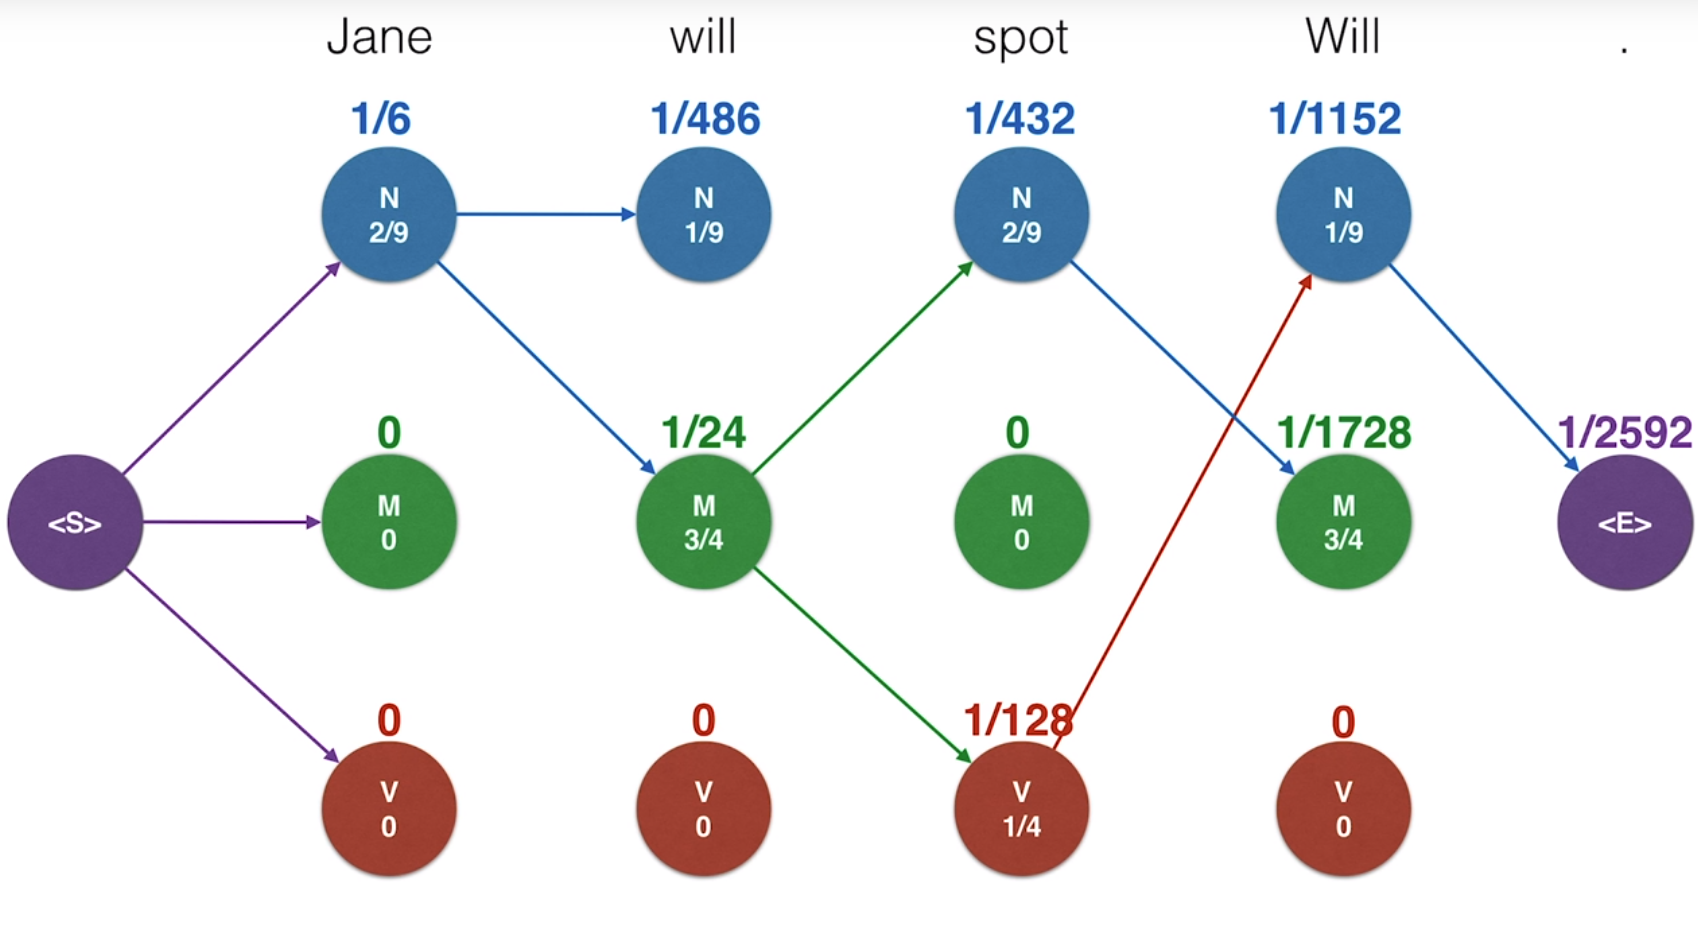 Jane will spot Will .
1/6 1/486 1/432 1/1152
N N N N
2/9 1/9 2/9 1/9
0 1/24 0 1/1728 1/2592
<S> M M M M <E>
0 3/4 0 3/4
0 0 1/128 0
V V V V
0 0 1/4 0